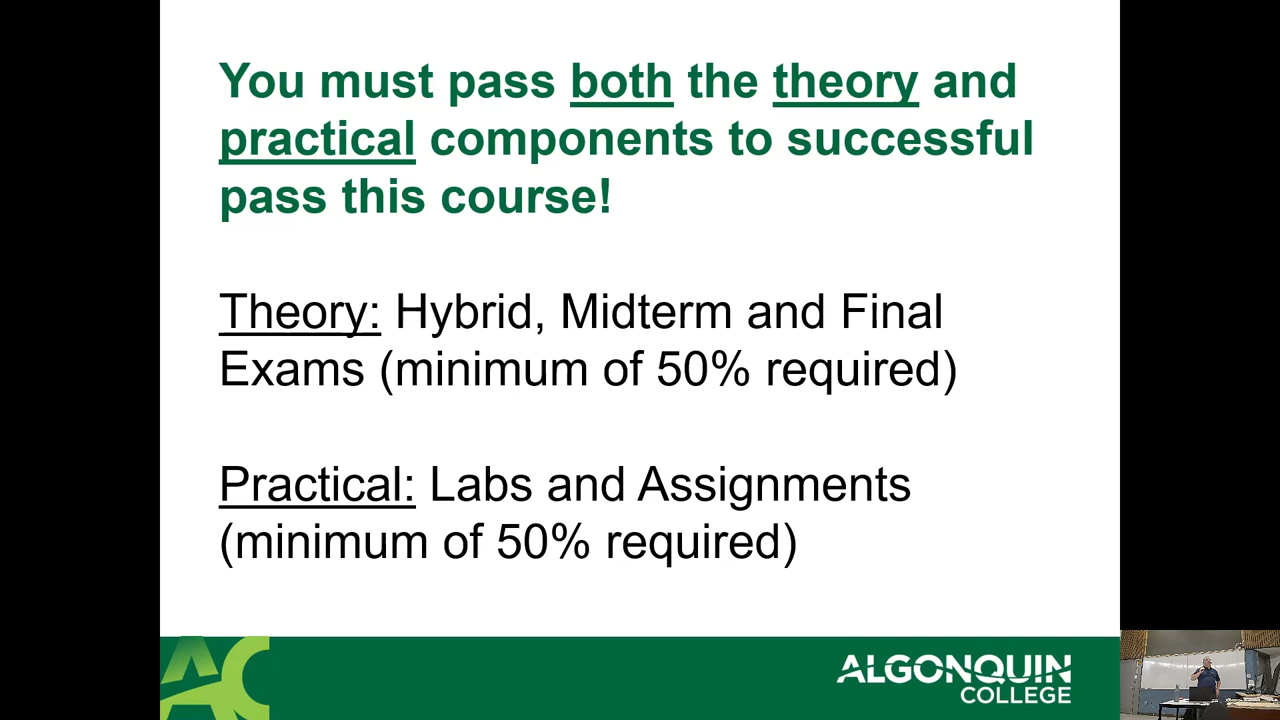 You must pass both the theory and
practical components to successful
pass this course!
Theory: Hybrid, Midterm and Final
Exams (minimum of 50% required)
Practical: Labs and Assignments
(minimum of 50% required)
AC
ALGONQUIN
COLLEGE